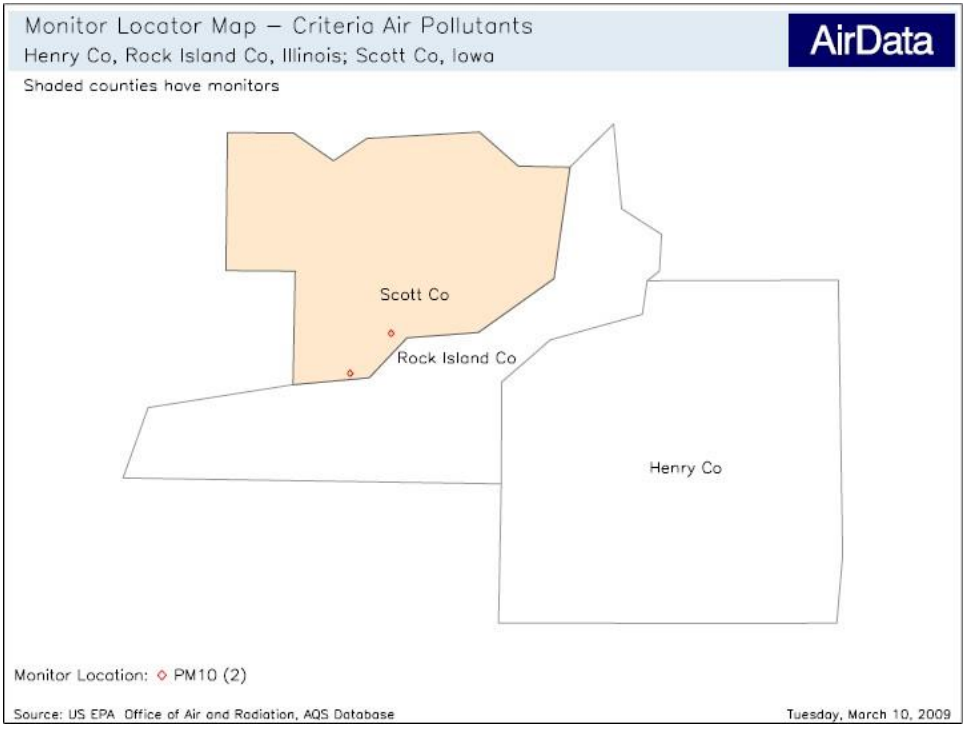 Monitor Locator Map – Criteria Air Pollutants
AirData
Henry Co, Rock Island Co, Illinois; Scott Co, Iowa
Shaded counties have monitors
Scott Co
Rock Island Co
Henry Co
Monitor Location: ◇ PM10 (2)
Source: US EPA Office of Air and Radiation, AQS Database
Tuesday, March 10, 2009